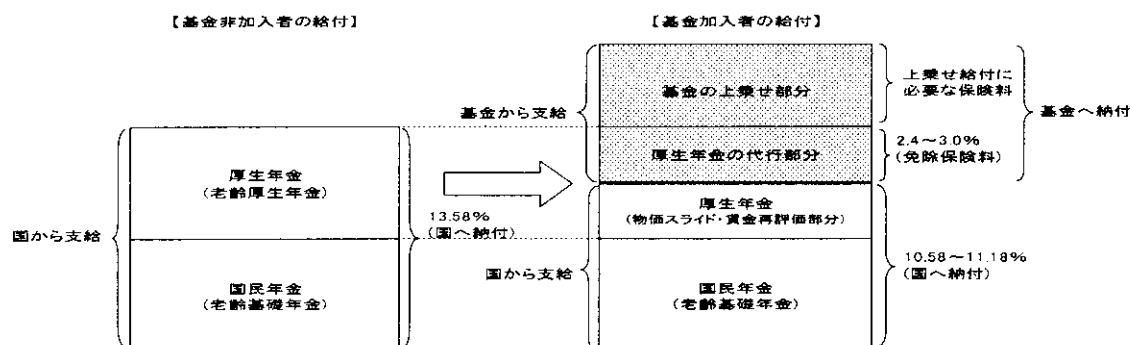 【基金非加入者の給付】
国から支給
厚生年金
(老齢厚生年金)
国民年金
(老齢基礎年金)
13.58%
(国へ納付)
【基金加入者の給付】
基金から支給
国から支給
基金の上乗せ部分
厚生年金の代行部分
厚生年金
(物価スライド・賃金再評価部分)
国民年金
(老齢基礎年金)
上乗せ給付に
必要な保険料
2.4～3.0%
(免除保険料)
基金へ納付
10.58～11.18%
(国へ納付)